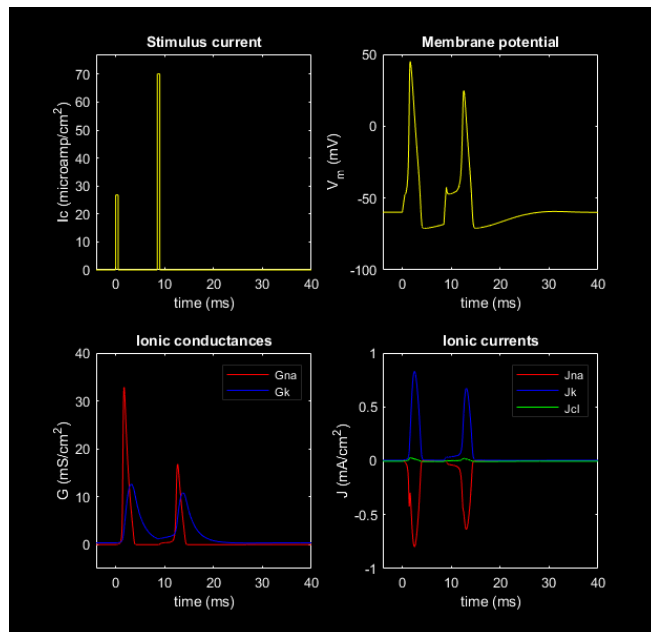 Stimulus current
70
60
50
40
30
20
10
0
Ic (microamp/cm2)
0 10 20 30 40
time (ms)
Membrane potential
50
0
-50
-100
Vm (mV)
0 10 20 30 40
time (ms)
Ionic conductances
40
30
20
10
0
G (mS/cm2)
Gna
Gk
0 10 20 30 40
time (ms)
Ionic currents
1
0.5
0
-0.5
-1
J (mA/cm2)
Jna
Jk
Jcl
0 10 20 30 40
time (ms)